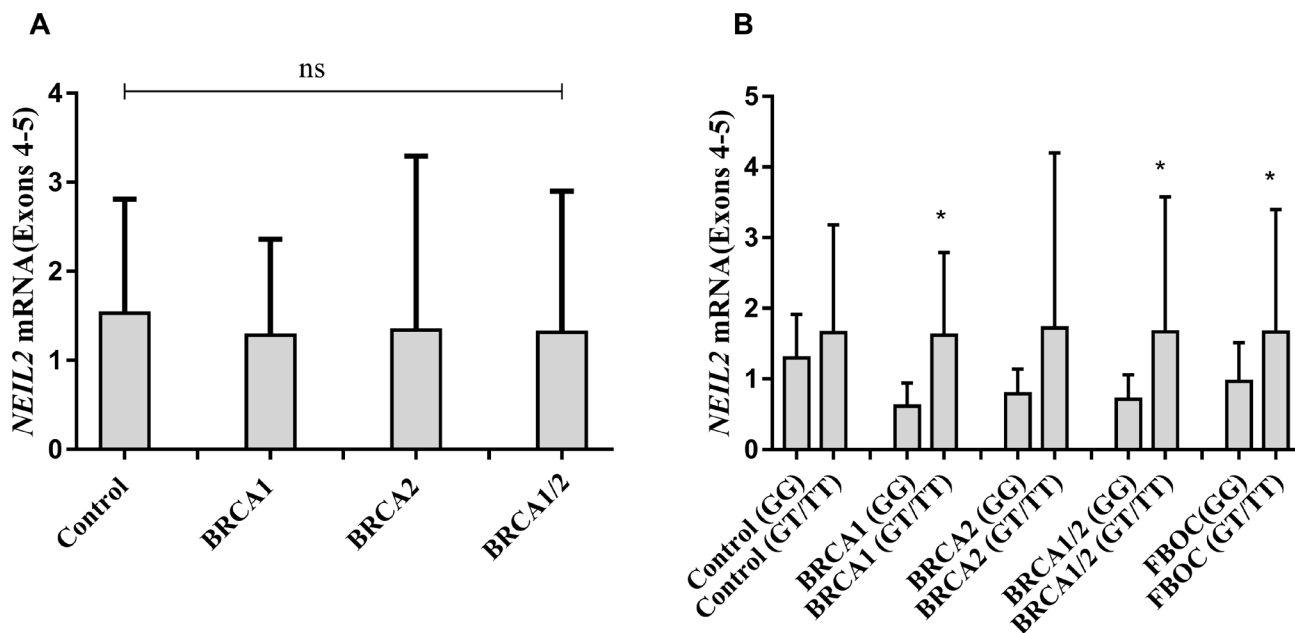 A
ns
NEIL2 mRNA(Exons 4-5)
4
3
2
1
0
Control
BRCA1
BRCA2
BRCA1/2
B
NEIL2 mRNA(Exons 4-5)
5
4
3
2
1
0
*
*
*
Control (GG)
Control (GT/TT)
BRCA1 (GG)
BRCA1 (GT/TT)
BRCA2 (GG)
BRCA2 (GT/TT)
BRCA1/2 (GG)
BRCA1/2 (GT/TT)
FBOC(GG)
FBOC (GT/TT)